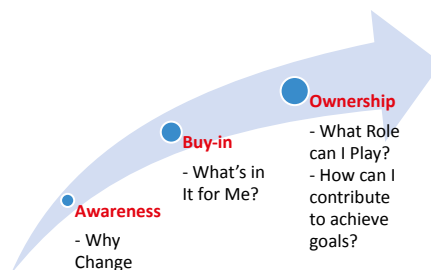 Ownership
- What Role
can I Play?
- How can I
contribute
to achieve
goals?
Buy-in
- What's in
It for Me?
Awareness
- Why
Change